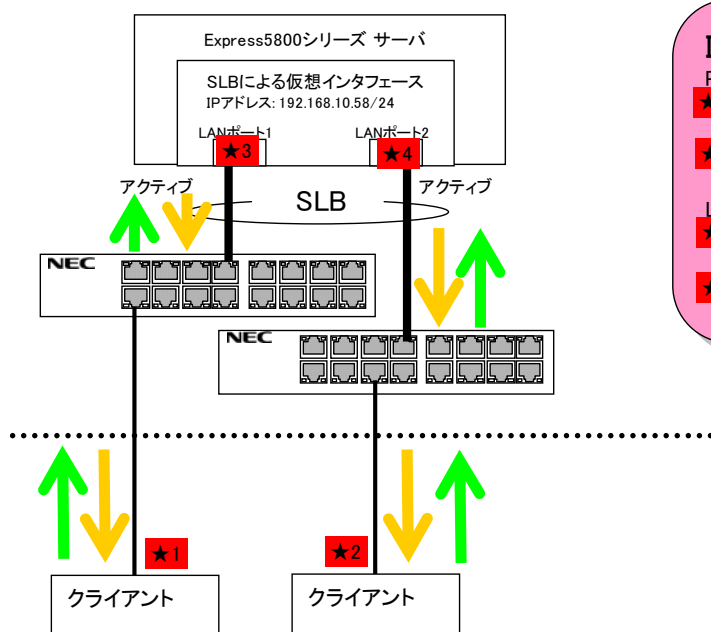 Express5800シリーズ サーバ
SLBによる仮想インタフェース
IPアドレス: 192.168.10.58/24
LANポート1
LANポート2
★3
★4
アクティブ
アクティブ
SLB
NEC
NEC
★1
★2
クライアント
クライアント